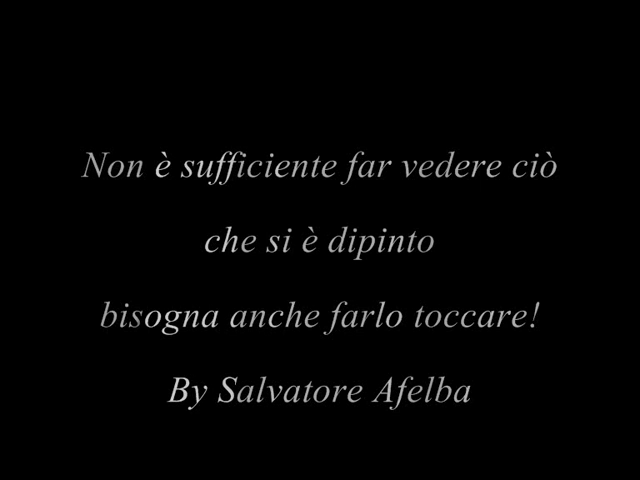 Non è sufficiente far vedere ciò
che si è dipinto
bisogna anche farlo toccare!
By Salvatore Afelba